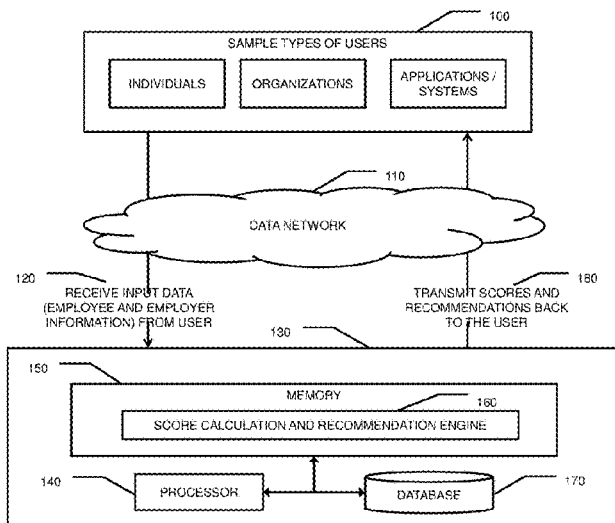 100
SAMPLE TYPES OF USERS
INDIVIDUALS
ORGANIZATIONS
APPLICATIONS /
SYSTEMS
110
DATA NETWORK
120
RECEIVE INPUT DATA
(EMPLOYEE AND EMPLOYER
INFORMATION) FROM USER
180
TRANSMIT SCORES AND
RECOMMENDATIONS BACK
TO THE USER
130
150
MEMORY
160
SCORE CALCULATION AND RECOMMENDATION ENGINE
140
PROCESSOR
DATABASE
170